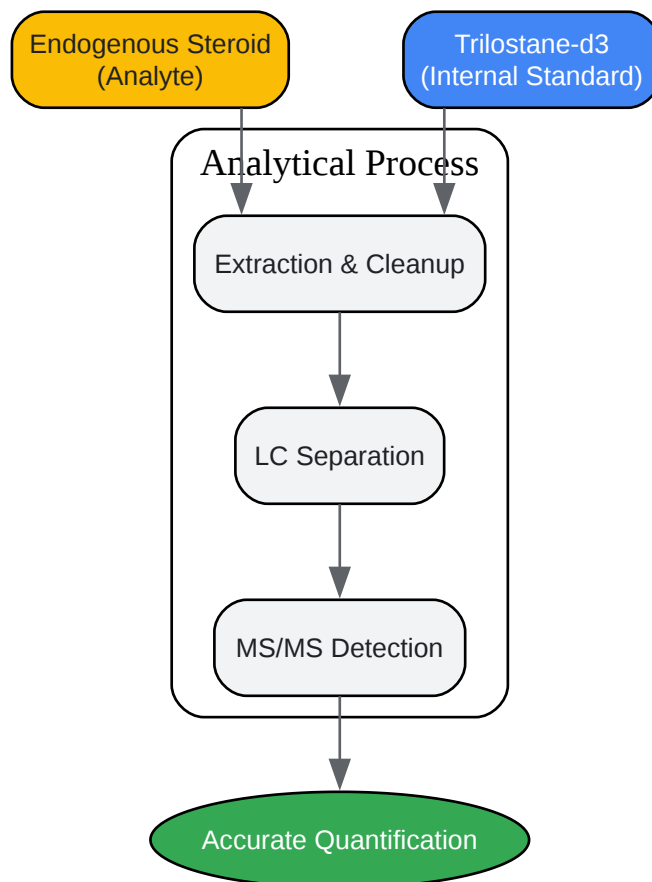 Endogenous Steroid
(Analyte)
Trilostane-d3
(Internal Standard)
Analytical Process
Extraction & Cleanup
LC Separation
MS/MS Detection
Accurate Quantification